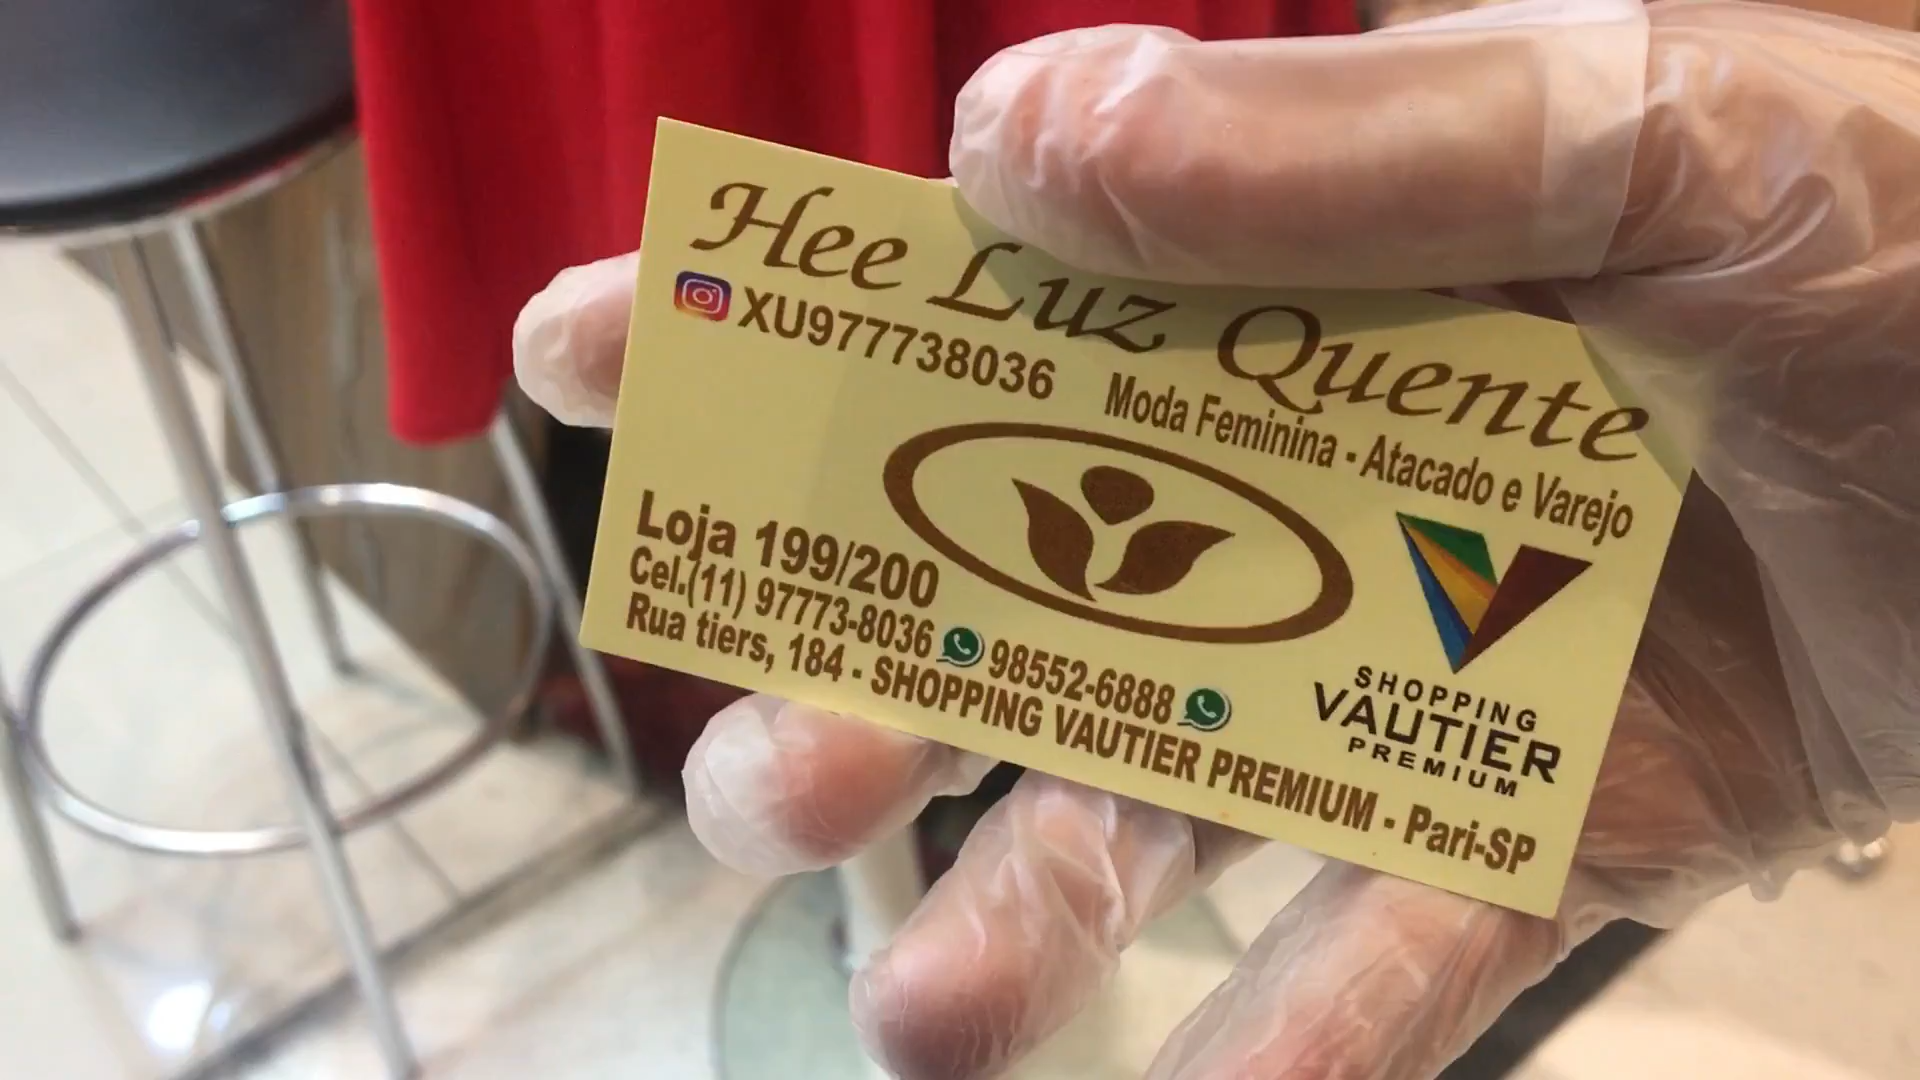 Hee Luz Quente
XU977738036
Moda Feminina - Atacado e Varejo
Loja 199/200
Cel.(11) 97773-8036 98552-6888
Rua tiers, 184 - SHOPPING VAUTIER PREMIUM - Pari-SP
SHOPPING
VAUTIER
PREMIUM